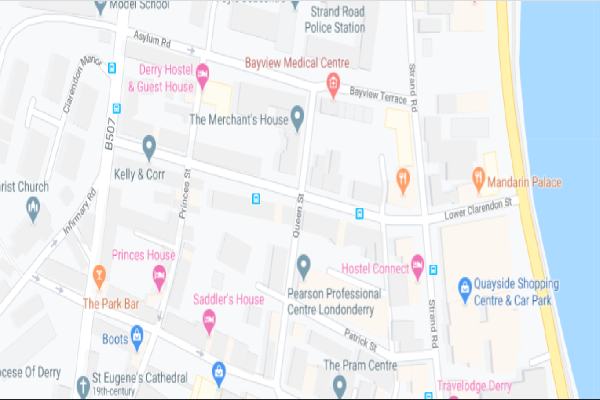 Model School
Strand Road
Police Station
Asylum Rd
Bayview Medical Centre
Derry Hostel
& Guest House
Clarendon Manor
Strand Rd
Bayview Terrace
The Merchant's House
B507
Kelly & Corr
Mandarin Palace
Princes St
rist Church
Infirmary Rd
Queen St
Lower Clarendon St
Princes House
Hostel Connect
The Park Bar
Saddler's House
Pearson Professional
Centre Londonderry
Quayside Shopping
Centre & Car Park
Strand Rd
Boots
Patrick St
The Pram Centre
ocese Of Derry
St Eugene's Cathedral
19th-century
Travelodge Derry